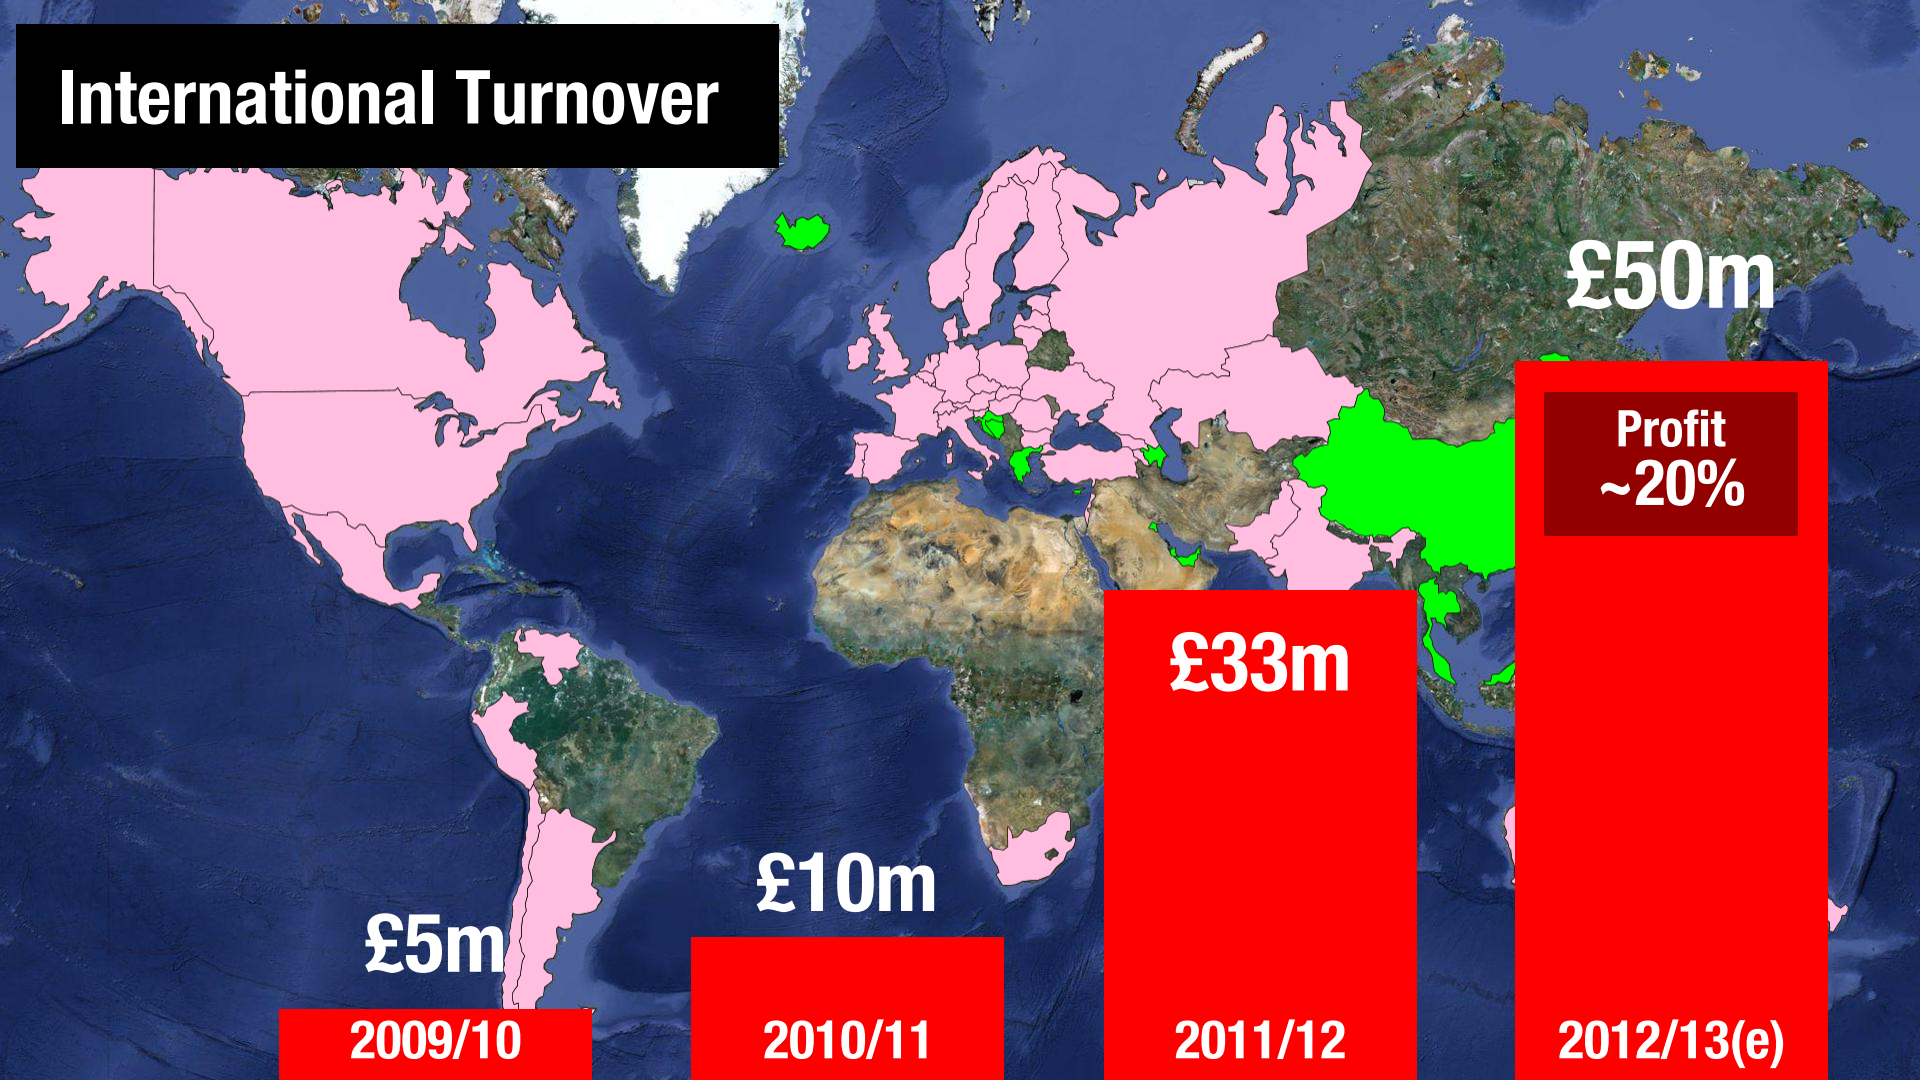 International Turnover
£50m
Profit
~20%
£33m
£10m
£5m
2009/10
2010/11
2011/12
2012/13(e)